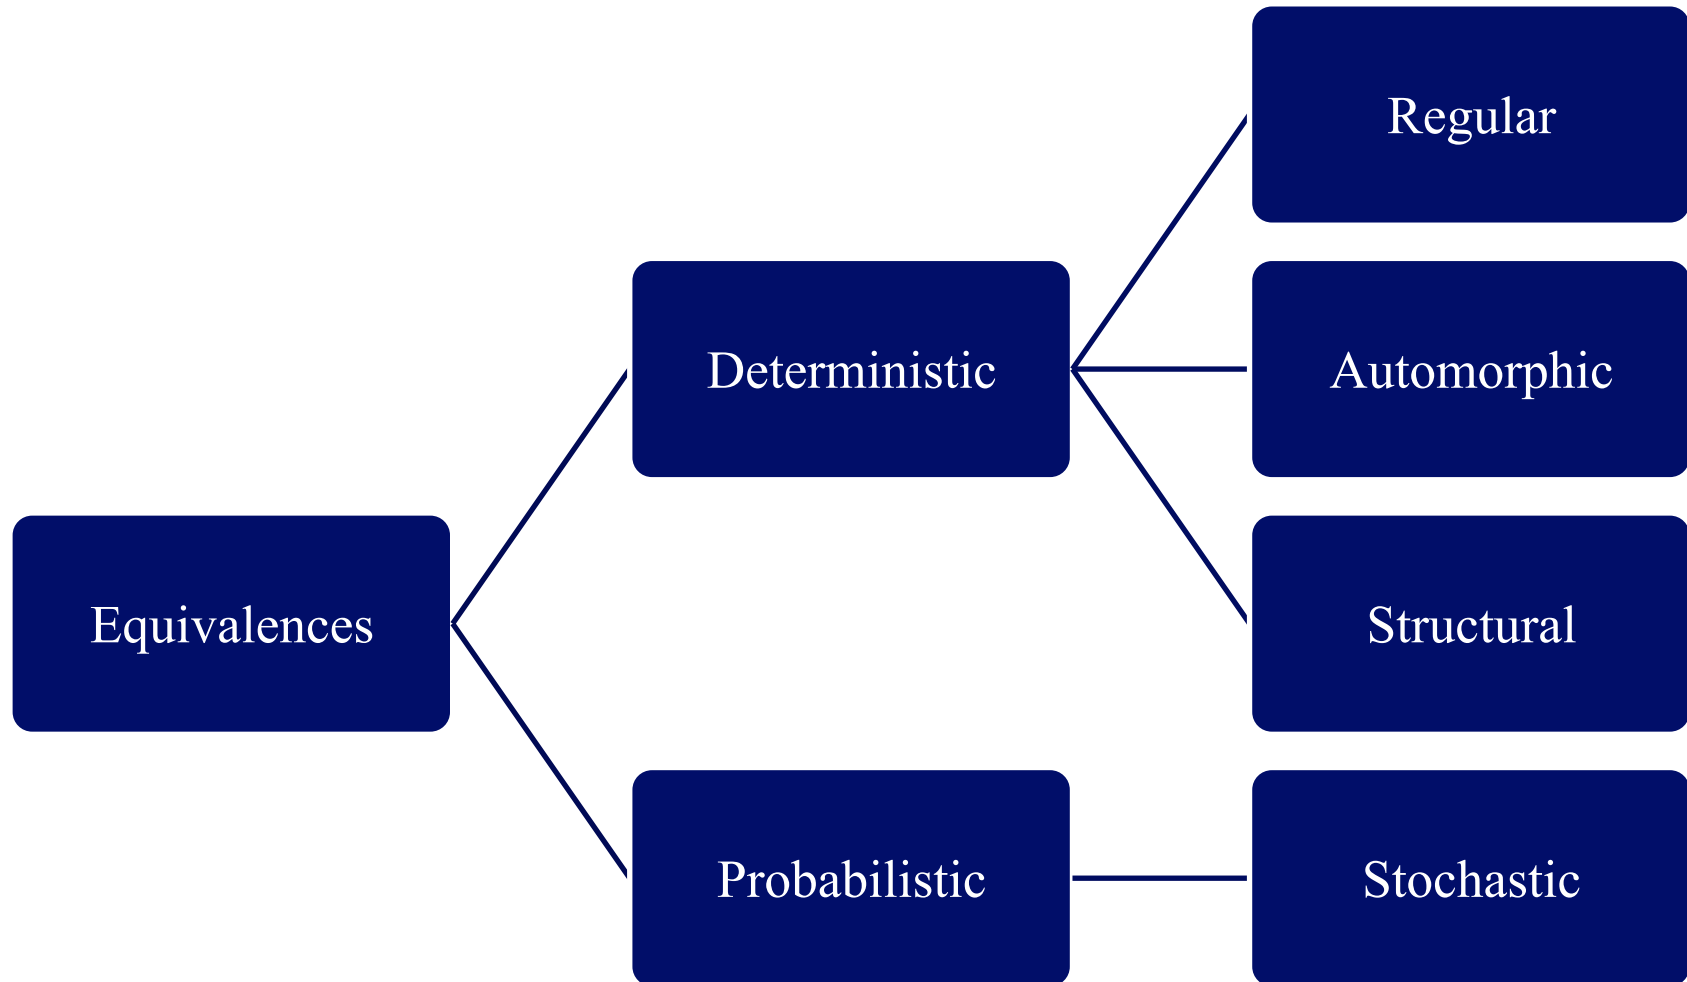 Equivalences
Deterministic
Regular
Automorphic
Structural
Probabilistic
Stochastic